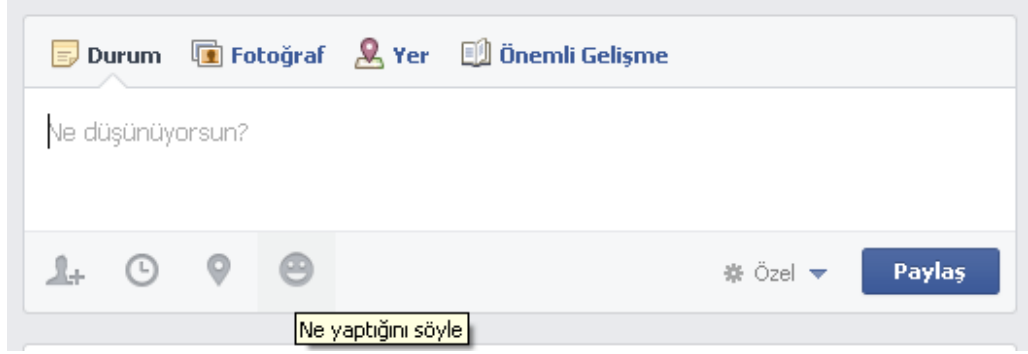 Durum Fotoğraf Yer Önemli Gelişme
Ne düşünüyorsun?
Özel Paylaş
Ne yaptığını söyle